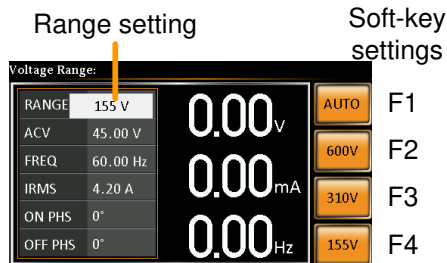 Range setting
Soft-key
settings
Voltage Range:
RANGE 155 V
ACV 45.00 V
FREQ 60.00 Hz
IRMS 4.20 A
ON PHS 0°
OFF PHS 0°
0.00V
0.00mA
0.00Hz
AUTO F1
600V F2
310V F3
155V F4